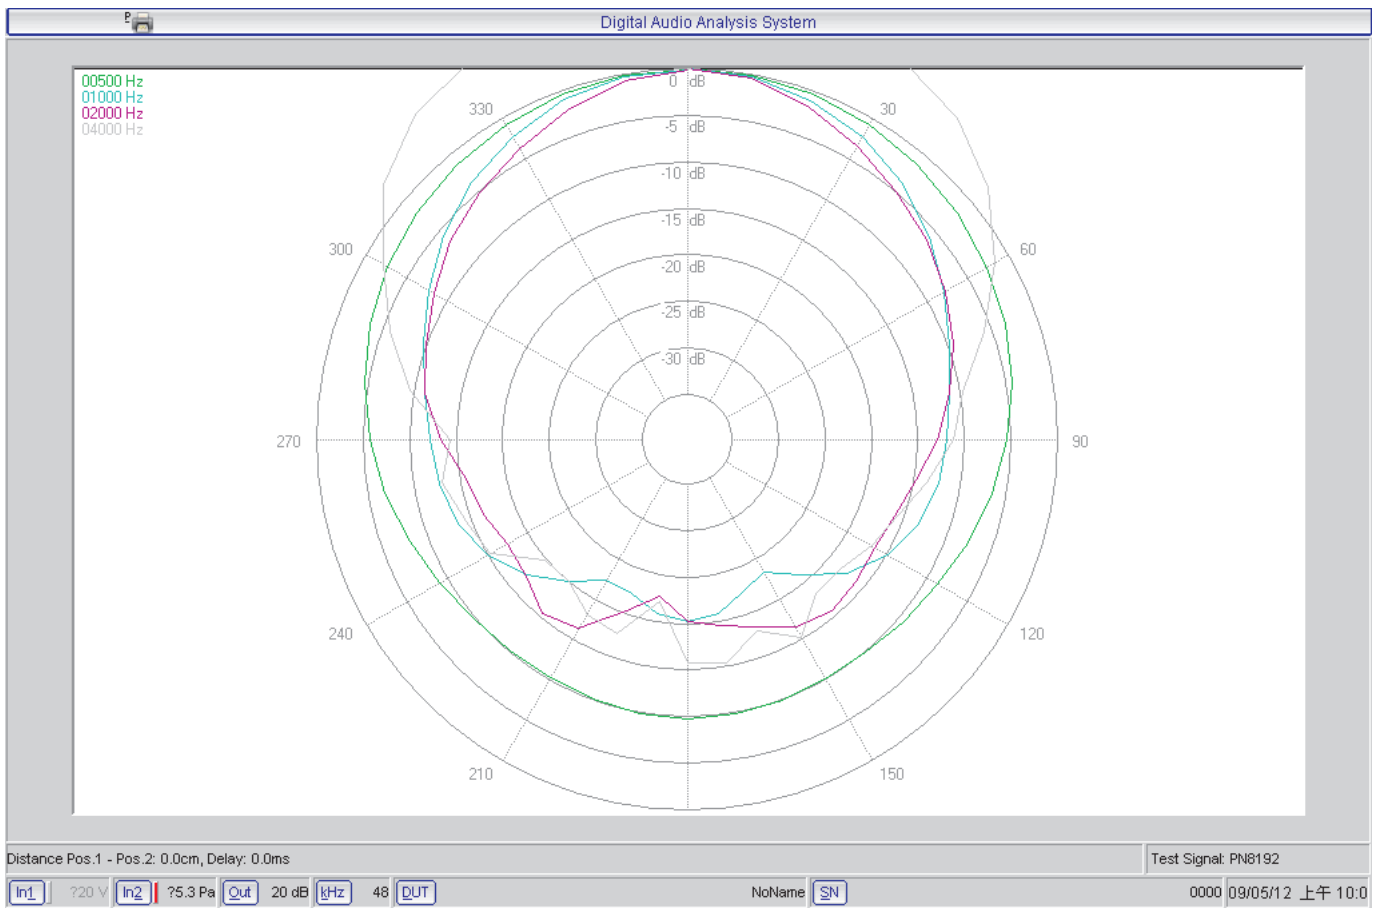 P
Digital Audio Analysis System
00500 Hz
01000 Hz
02000 Hz
04000 Hz
0 dB
-5 dB
-10 dB
-15 dB
-20 dB
-25 dB
-30 dB
330
30
300
60
270
90
240
120
210
150
Distance Pos.1 - Pos.2: 0.0cm, Delay: 0.0ms
Test Signal: PN8192
In1 ?20 V In2 ?5.3 Pa Out 20 dB kHz 48 DUT NoName SN 0000 09/05/12 上午 10:0